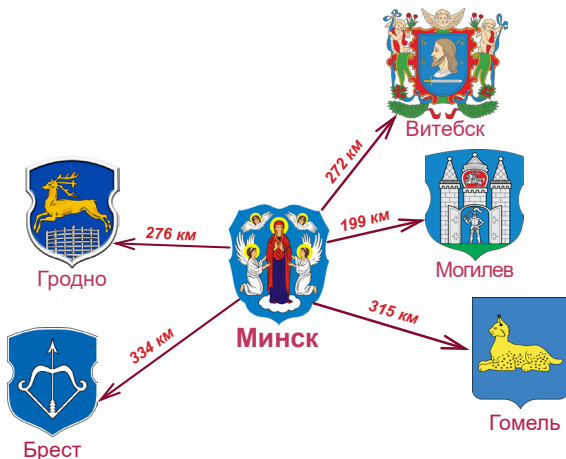 Витебск
272 км
199 км
Могилев
276 км
Гродно
Минск
315 км
334 км
Гомель
Брест